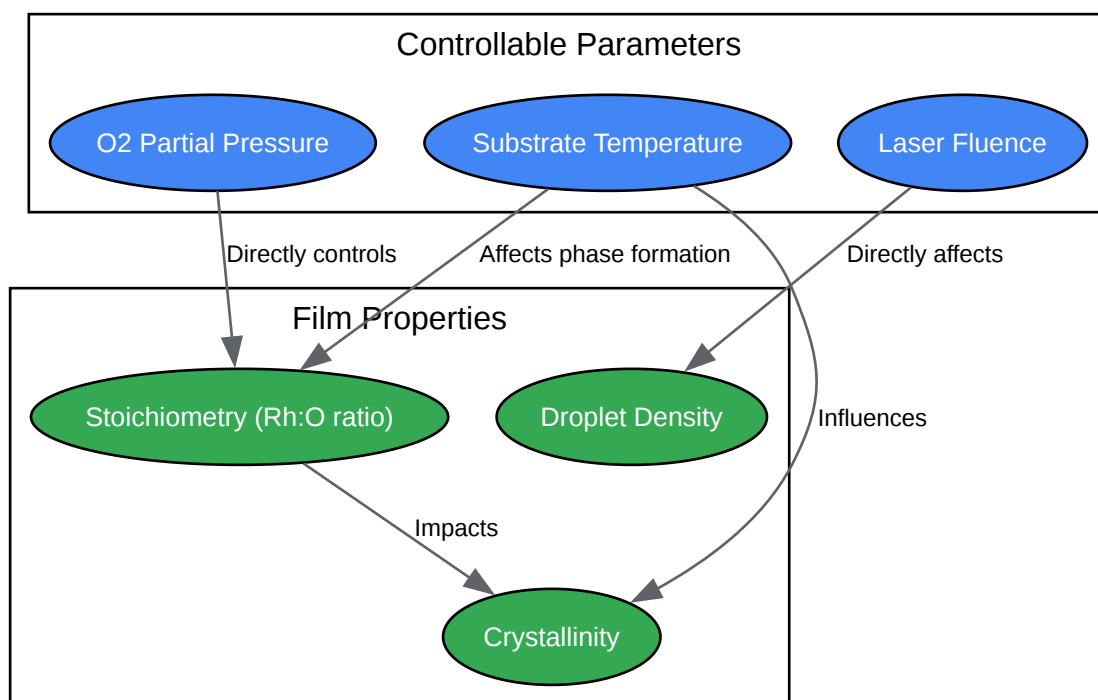 Controllable Parameters
O2 Partial Pressure
Substrate Temperature
Laser Fluence
Directly controls
Affects phase formation
Directly affects
Film Properties
Stoichiometry (Rh:O ratio)
Droplet Density
Influences
Impacts
Crystallinity